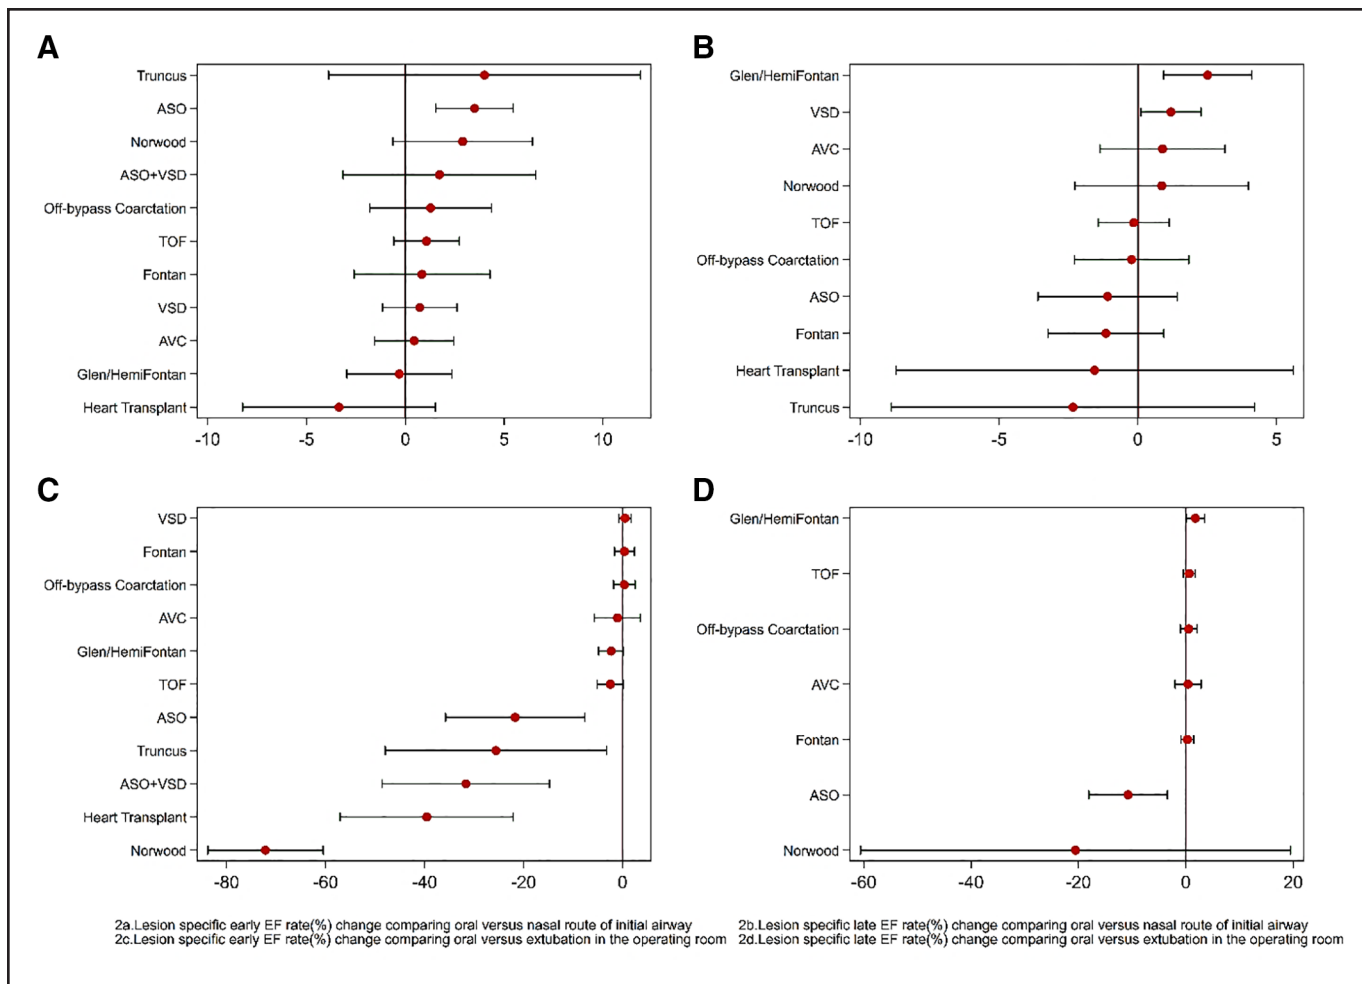 A
Truncus
ASO
Norwood
ASO+VSD
Off-bypass Coarctation
TOF
Fontan
VSD
AVC
Glen/HemiFontan
Heart Transplant
-10 -5 0 5 10
B
Glen/HemiFontan
VSD
AVC
Norwood
TOF
Off-bypass Coarctation
ASO
Fontan
Heart Transplant
Truncus
-10 -5 0 5
C
VSD
Fontan
Off-bypass Coarctation
AVC
Glen/HemiFontan
TOF
ASO
Truncus
ASO+VSD
Heart Transplant
Norwood
-80 -60 -40 -20 0
D
Glen/HemiFontan
TOF
Off-bypass Coarctation
AVC
Fontan
ASO
Norwood
-60 -40 -20 0 20
2a.Lesion specific early EF rate(%) change comparing oral versus nasal route of initial airway
2c.Lesion specific early EF rate(%) change comparing oral versus extubation in the operating room
2b.Lesion specific late EF rate(%) change comparing oral versus nasal route of initial airway
2d.Lesion specific late EF rate(%) change comparing oral versus extubation in the operating room